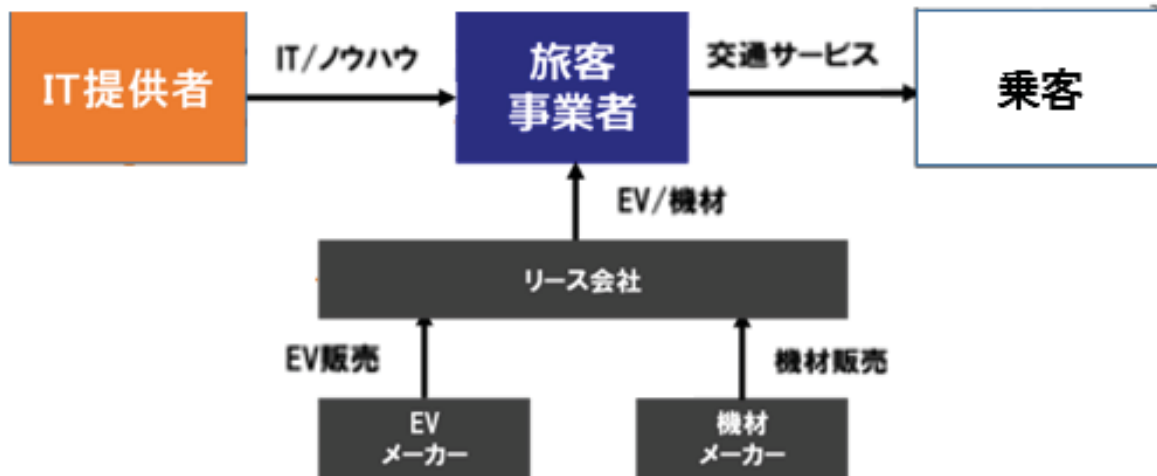 IT提供者
IT/ノウハウ
旅客
事業者
交通サービス
乗客
EV/機材
リース会社
EV販売
機材販売
EV
メーカー
機材
メーカー